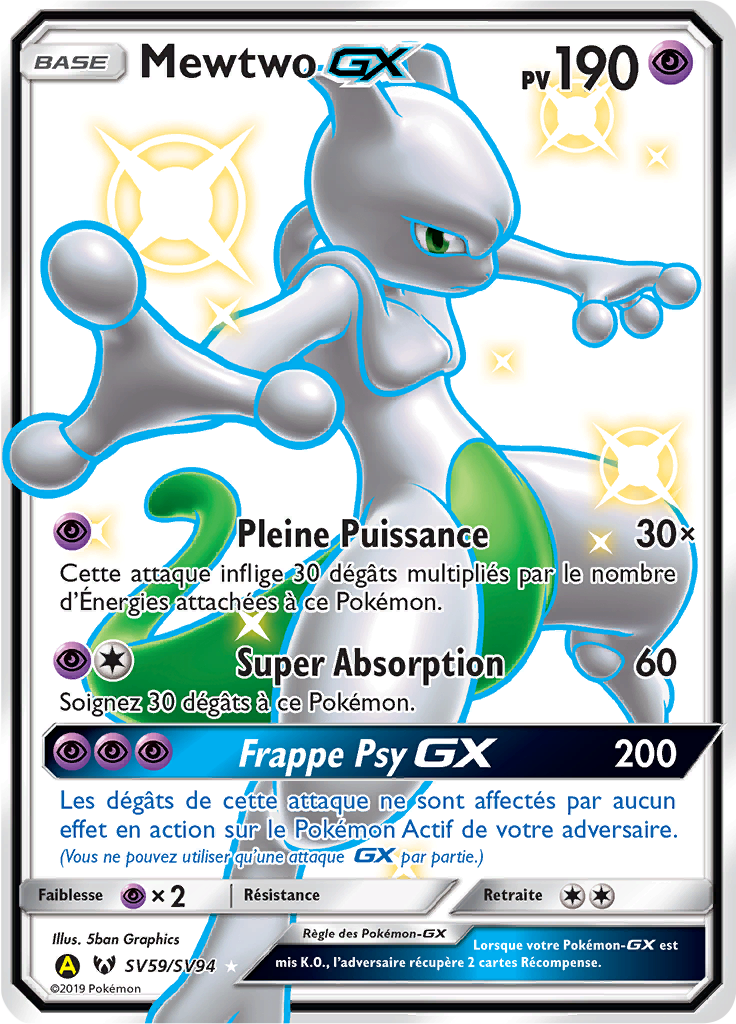 BASE Mewtwo GX PV 190
Pleine Puissance 30×
Cette attaque inflige 30 dégâts multipliés par le nombre
d'Énergies attachées à ce Pokémon.
Super Absorption 60
Soignez 30 dégâts à ce Pokémon.
Frappe Psy GX 200
Les dégâts de cette attaque ne sont affectés par aucun
effet en action sur le Pokémon Actif de votre adversaire.
(Vous ne pouvez utiliser qu'une attaque GX par partie.)
Faiblesse × 2 Résistance Retraite
Illus. 5ban Graphics
A SV59/SV94
©2019 Pokémon
Règle des Pokémon-GX
Lorsque votre Pokémon-GX est
mis K.O., l'adversaire récupère 2 cartes Récompense.